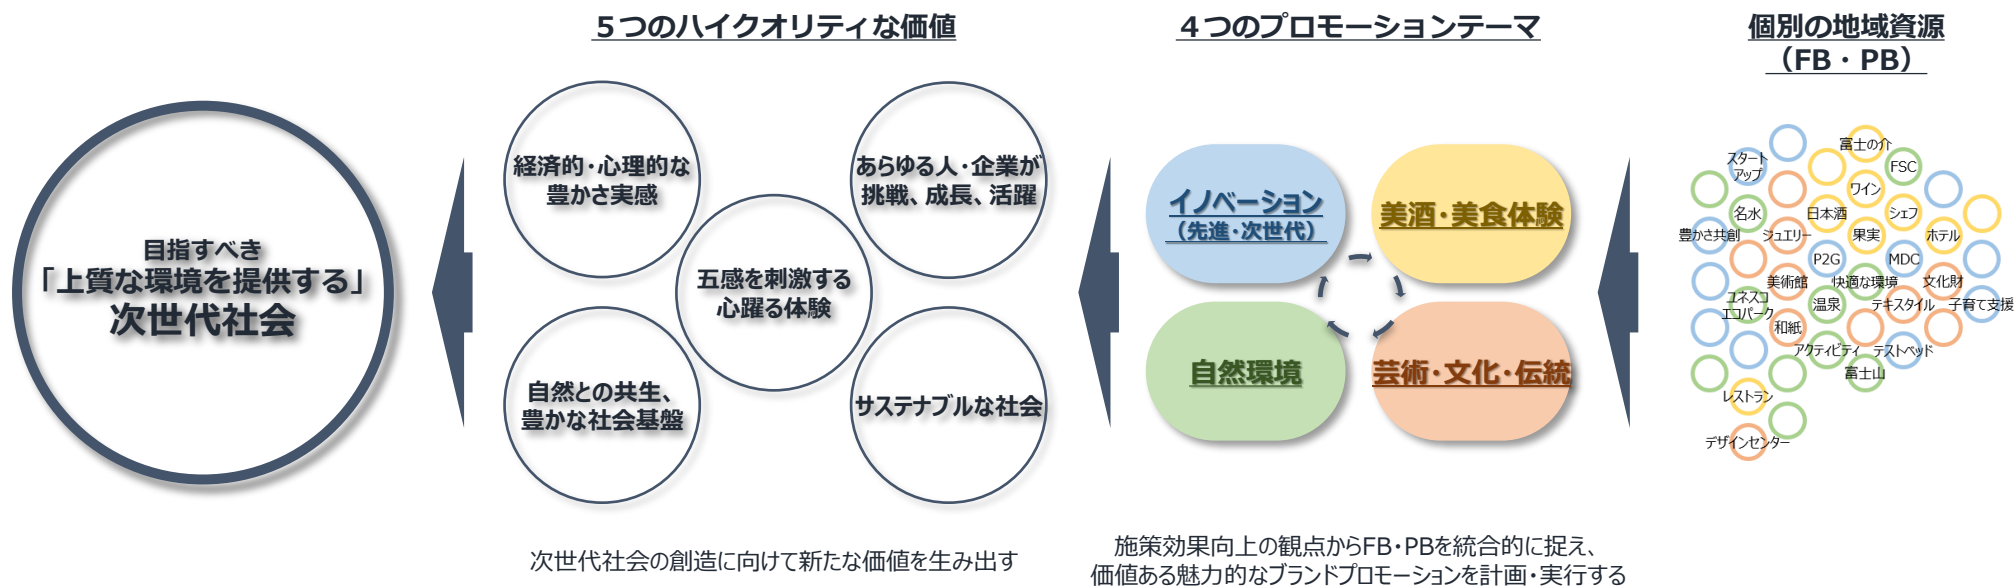 目指すべき
「上質な環境を提供する」
次世代社会
５つのハイクオリティな価値
経済的・心理的な
豊かさ実感
あらゆる人・企業が
挑戦、成長、活躍
五感を刺激する
心躍る体験
自然との共生、
豊かな社会基盤
サステナブルな社会
次世代社会の創造に向けて新たな価値を生み出す
４つのプロモーションテーマ
イノベーション
（先進・次世代）
美酒・美食体験
自然環境
芸術・文化・伝統
施策効果向上の観点からFB・PBを統合的に捉え、
価値ある魅力的なブランドプロモーションを計画・実行する
個別の地域資源
（FB・PB）
富士の介
スタート
アップ
FSC
ワイン
名水
日本酒
シェフ
豊かさ共創
ジュエリー
果実
ホテル
P2G
MDC
美術館
快適な環境
文化財
ユネスコ
エコパーク
温泉
テキスタイル
子育て支援
和紙
アクティビティ
テストベッド
富士山
レストラン
デザインセンター